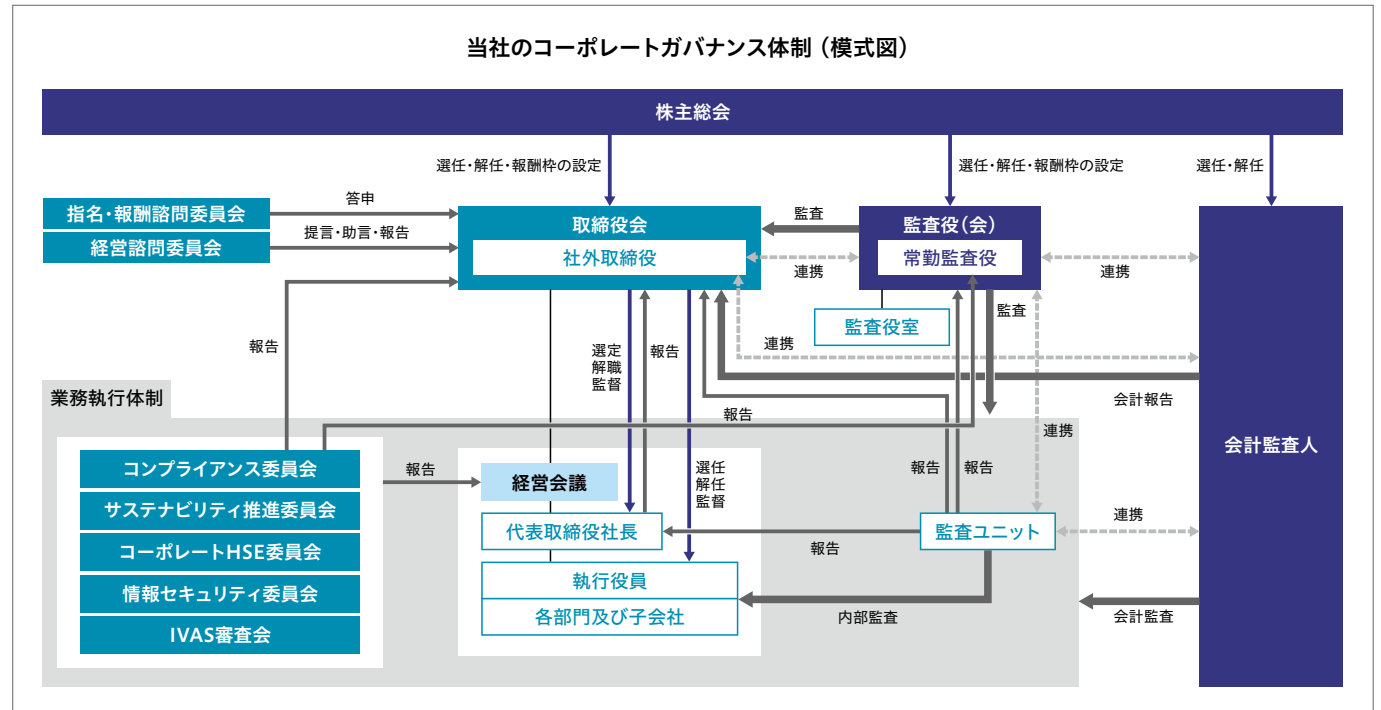 当社のコーポレートガバナンス体制（模式図）
株主総会
選任・解任・報酬枠の設定
選任・解任・報酬枠の設定
選任・解任
指名・報酬諮問委員会
答申
経営諮問委員会
提言・助言・報告
取締役会
社外取締役
監査
監査役（会）
常勤監査役
連携
連携
監査役室
監査
報告
選定
解職
監督
報告
連携
会計報告
会計監査人
業務執行体制
報告
連携
コンプライアンス委員会
サステナビリティ推進委員会
コーポレートHSE委員会
情報セキュリティ委員会
IVAS審査会
報告
経営会議
選任
解任
監督
報告
報告
代表取締役社長
報告
監査ユニット
連携
執行役員
各部門及び子会社
内部監査
会計監査